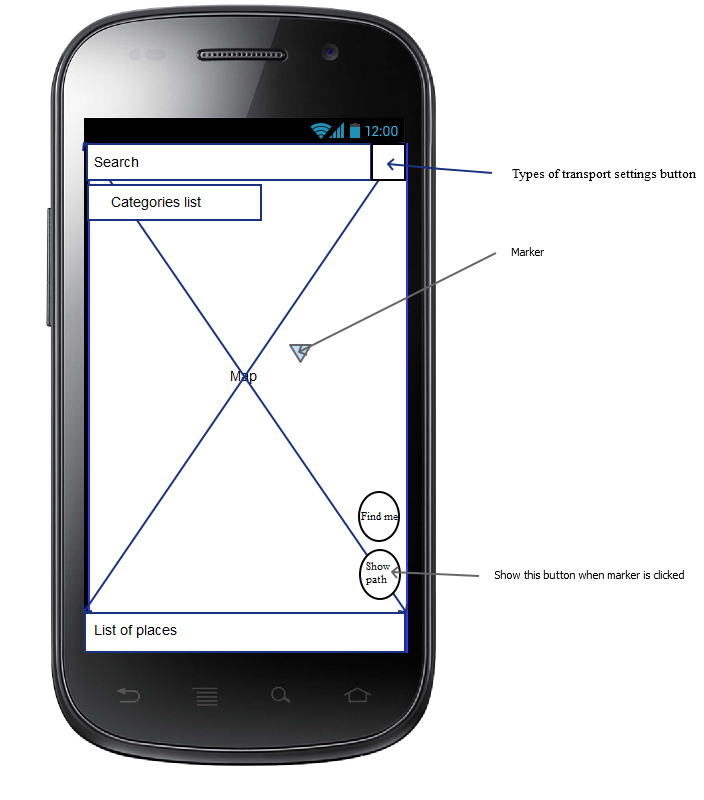 12:00
Search
Types of transport settings button
Categories list
Marker
Map
Find me
Show
path
Show this button when marker is clicked
List of places